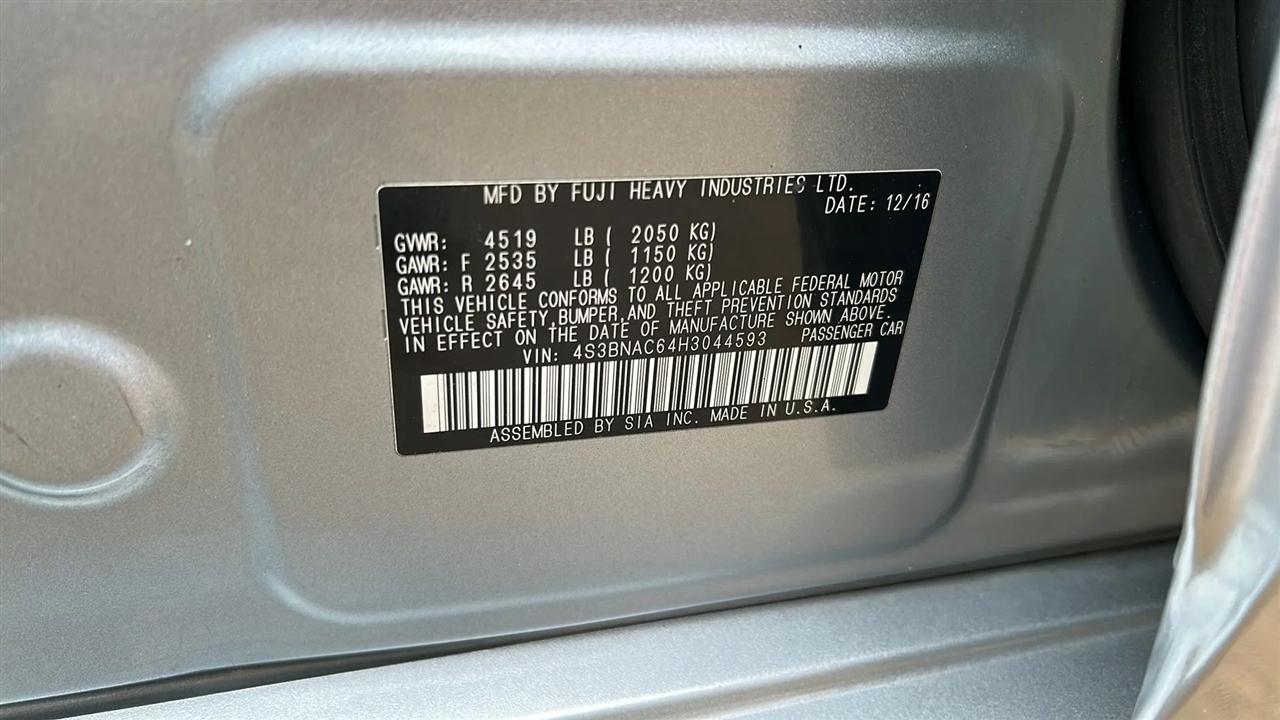 MFD BY FUJI HEAVY INDUSTRIES LTD.
DATE: 12/16
GVWR: 4519 LB ( 2050 KG)
GAWR: F 2535 LB ( 1150 KG)
GAWR: R 2645 LB ( 1200 KG)
THIS VEHICLE CONFORMS TO ALL APPLICABLE FEDERAL MOTOR
VEHICLE SAFETY, BUMPER, AND THEFT PREVENTION STANDARDS
IN EFFECT ON THE DATE OF MANUFACTURE SHOWN ABOVE.
VIN: 4S3BNAC64H3044593 PASSENGER CAR
ASSEMBLED BY SIA INC. MADE IN U.S.A.